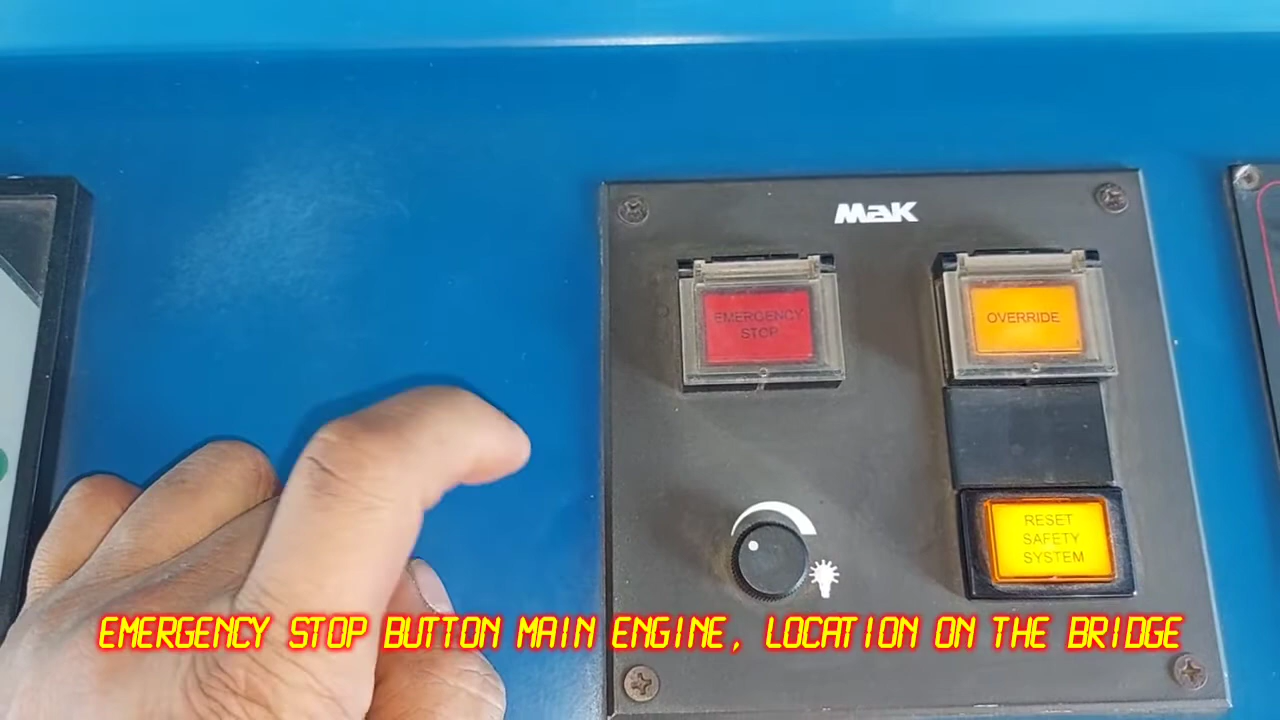 MaK
EMERGENCY
STOP
OVERRIDE
RESET
SAFETY
SYSTEM
EMERGENCY STOP BUTTON MAIN ENGINE, LOCATION ON THE BRIDGE